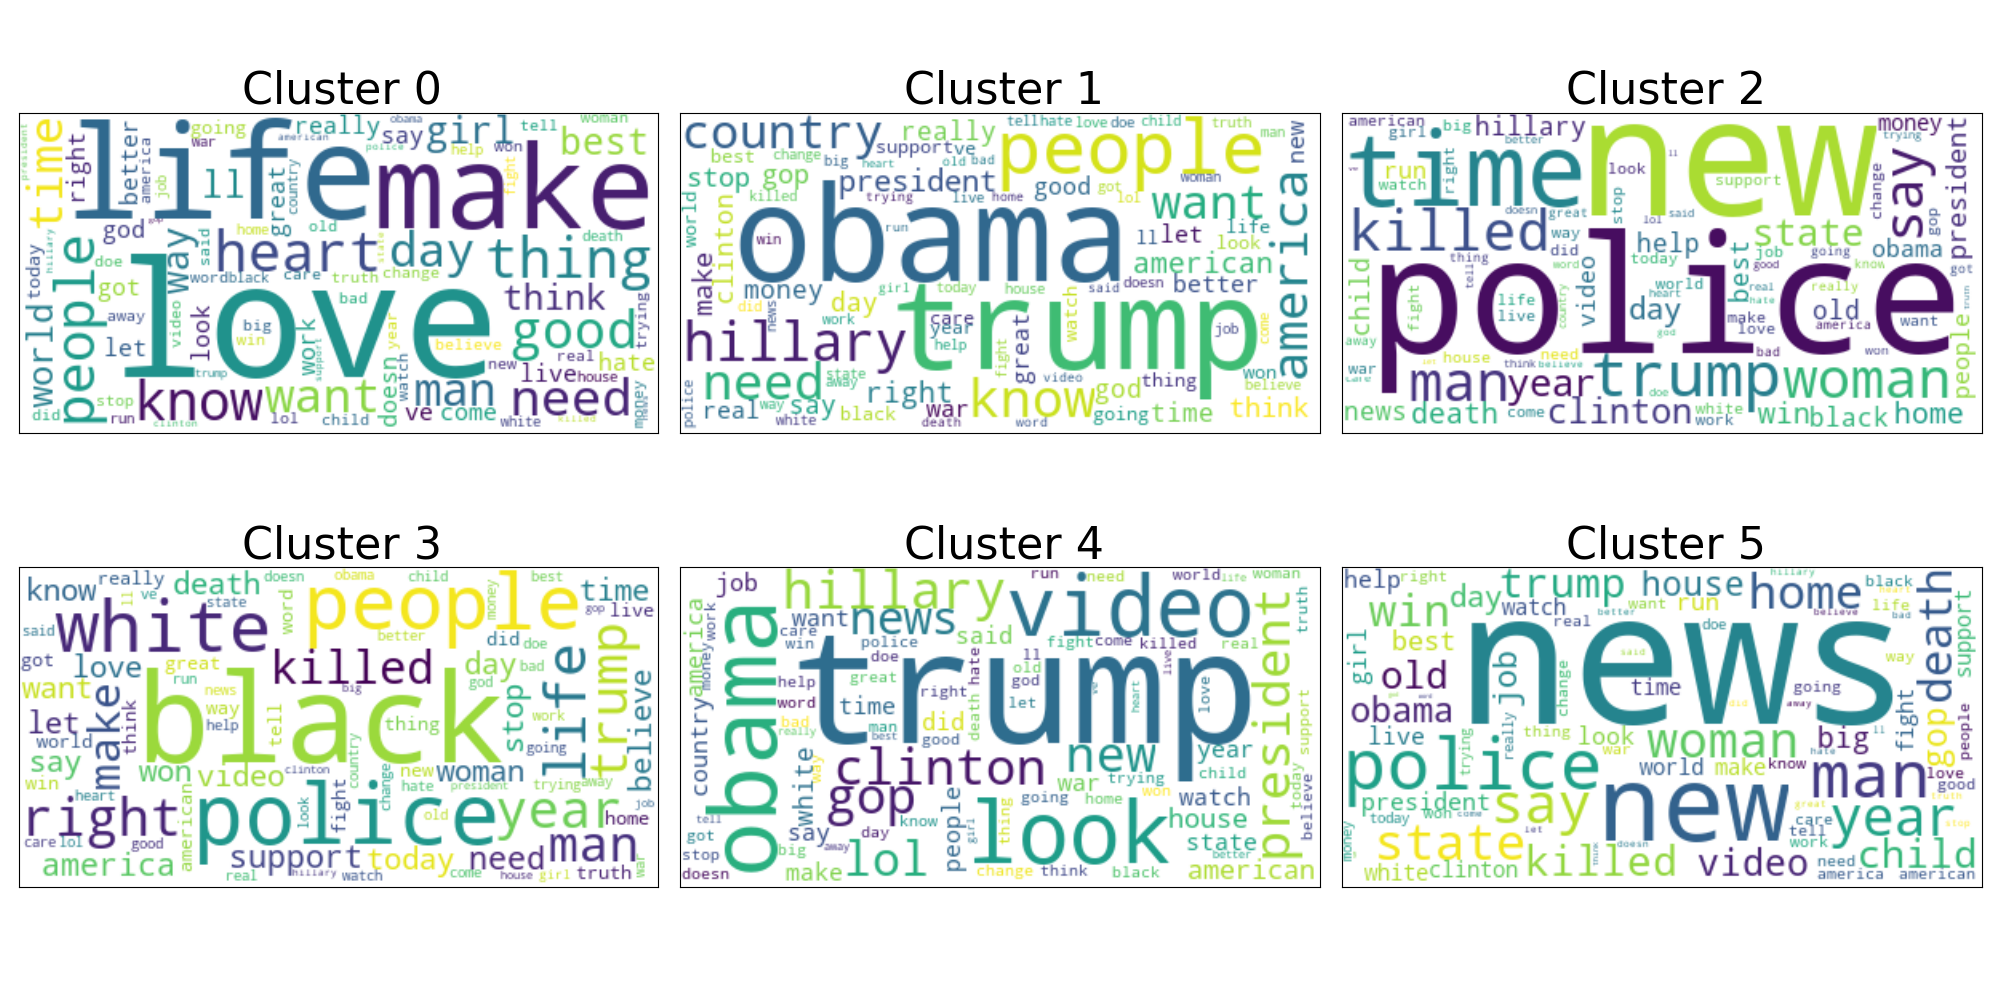 Cluster 0
president time right better america war going job american really obama police say girl help tell won fight woman best
life make
ll great country
god gop way said home old heart state day death thing
today hillary people doe got word black care truth change think
world away let video look love big win bad work support year believe good trying
did stop run know trump want doesn watch man new live real house hate need money news
clinton lol child ve come white killed
Cluster 1
country really tell hate love doe child truth man new
best change big support ve heart old bad people
stop gop president good got woman
killed trying live home lol want america
world clinton obama win run ll let life look
make money american
did day girl today house said doesn better
news work care year help great watch trump job come
hillary state fight won
need away right video god thing believe
real way say black war know going time think
police white death word
Cluster 2
american girl big hillary new money trying president
better ll look say
time run watch right support change
ve doesn great stop lol said
killed way did help state gop obama
thing word today best job going know got
child tell police video world good really
fight life live day heart real hate old want truth
away country god make love america people
war let house think need believe bad won
care man year trump woman
news death come clinton doe white work win black home
Cluster 3
know really death doesn obama child best time
ll ve state word people money gop live
said white better did doe
got love great killed day bad life trump
want run big god
let make think news way black thing stop believe
world help tell work
say won video clinton country going
win heart new woman trying away
american police look fight change hate president year job
right old home
care lol good support today need man
america real hillary watch come house girl truth war
Cluster 4
job hillary run need world life woman
america work want news video truth
care win police said fight come killed real
money obama doe hate ll old live president
country help great trump god ve heart love
word time right let
bad man did death
really best good
white way clinton new year support
gop war trying child today
people going home won watch believe
tell say day know girl thing look house
got away state
stop big lol better
doesn make change think black american
Cluster 5
help right trump house hillary black death
win day watch better want run home believe life support
girl best real news doe bad
old job said way
obama change time going
live really got word did away
police trying thing look woman big fight gop people
war hate ll
world make know man love
president say new great good
today won come care truth
money state let tell year stop
killed trunk doesn video work need child
white clinton america american